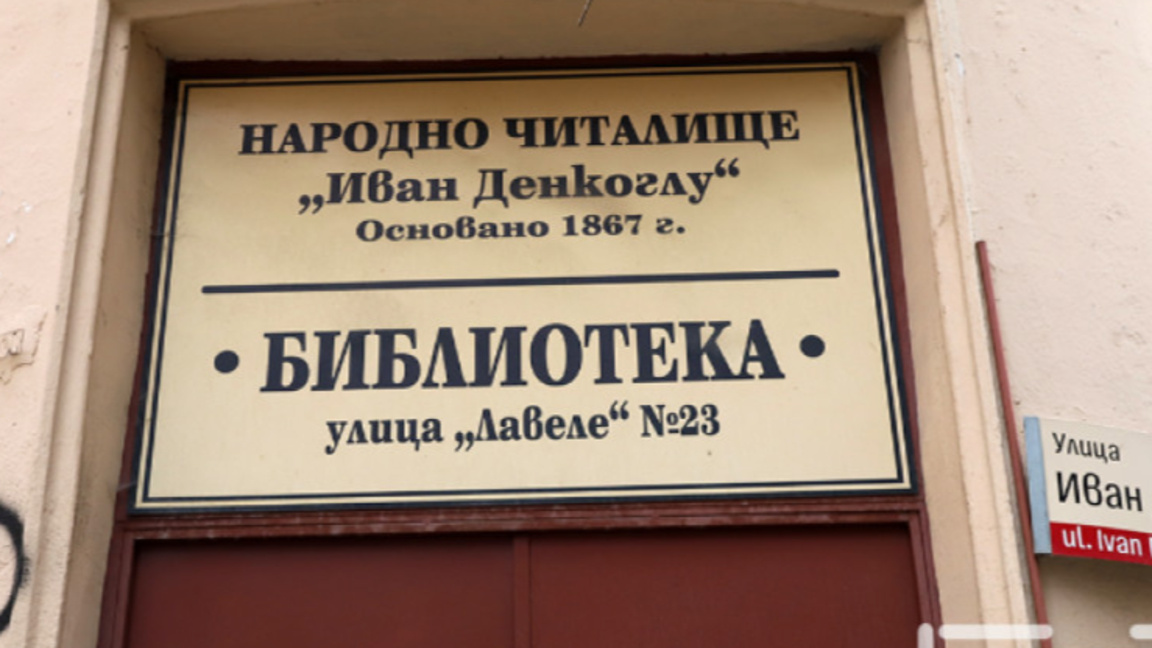 НАРОДНО ЧИТАЛИЩЕ
„Иван Денкоглу“
Основано 1867 г.
• БИБЛИОТЕКА •
улица „Лавеле“ №23
Улица
Иван
ul. Ivan